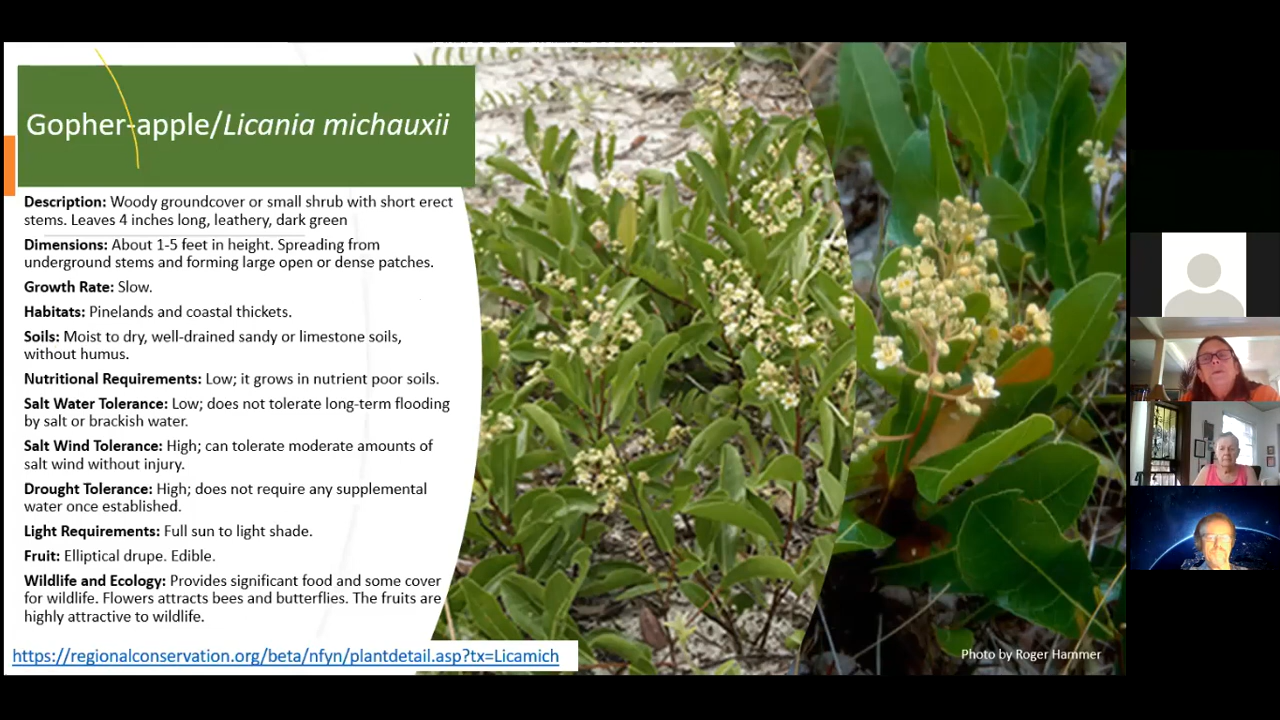 Gopher-apple/Licania michauxii
Description: Woody groundcover or small shrub with short erect
stems. Leaves 4 inches long, leathery, dark green
Dimensions: About 1-5 feet in height. Spreading from
underground stems and forming large open or dense patches.
Growth Rate: Slow.
Habitats: Pinelands and coastal thickets.
Soils: Moist to dry, well-drained sandy or limestone soils,
without humus.
Nutritional Requirements: Low; it grows in nutrient poor soils.
Salt Water Tolerance: Low; does not tolerate long-term flooding
by salt or brackish water.
Salt Wind Tolerance: High; can tolerate moderate amounts of
salt wind without injury.
Drought Tolerance: High; does not require any supplemental
water once established.
Light Requirements: Full sun to light shade.
Fruit: Elliptical drupe. Edible.
Wildlife and Ecology: Provides significant food and some cover
for wildlife. Flowers attracts bees and butterflies. The fruits are
highly attractive to wildlife.
https://regionalconservation.org/beta/nfyn/plantdetail.asp?tx=Licamich
Photo by Roger Hammer